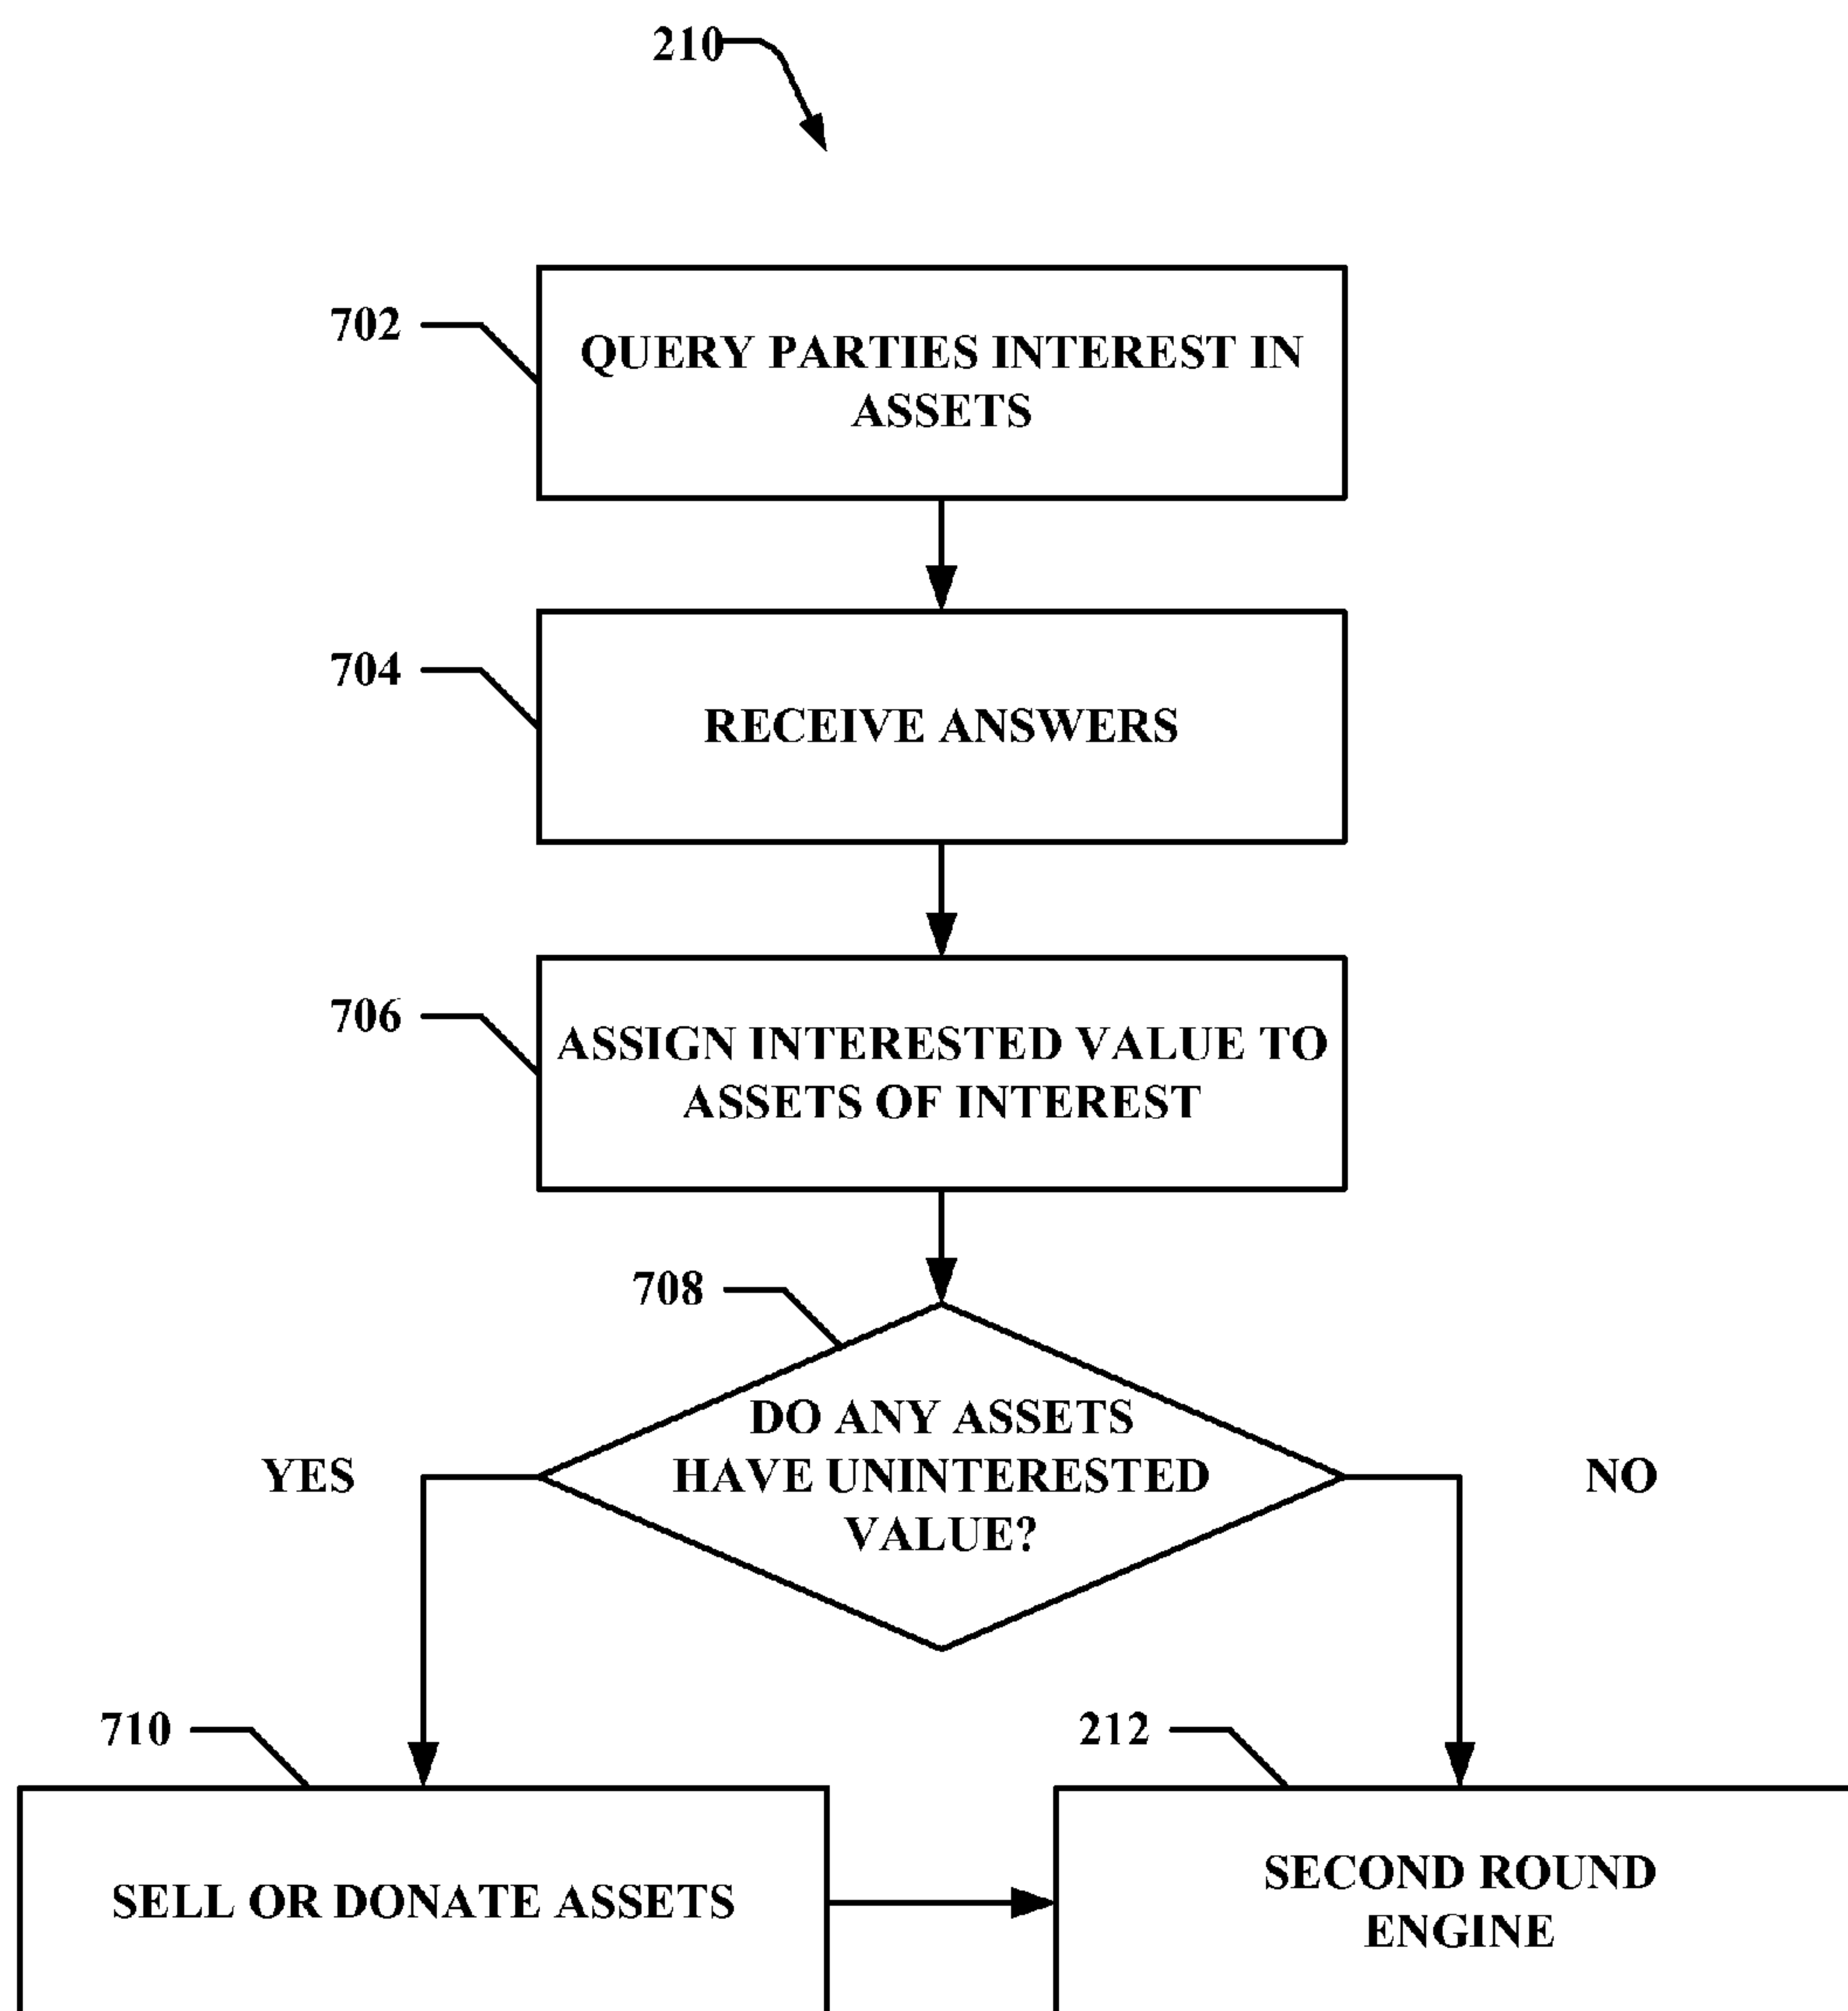 210
702
QUERY PARTIES INTEREST IN
ASSETS
704
RECEIVE ANSWERS
706
ASSIGN INTERESTED VALUE TO
ASSETS OF INTEREST
708
DO ANY ASSETS
HAVE UNINTERESTED
VALUE?
YES
NO
710
212
SELL OR DONATE ASSETS
SECOND ROUND
ENGINE